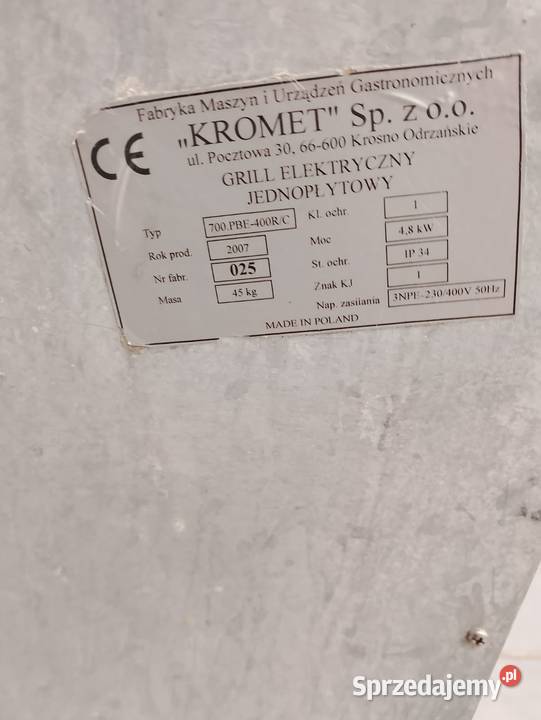 Fabryka Maszyn i Urządzeń Gastronomicznych
CE „KROMET" Sp. z o.o.
ul. Pocztowa 30, 66-600 Krosno Odrzańskie
GRILL ELEKTRYCZNY
JEDNOPŁYTOWY
Typ 700.PBE-400R/C Kl. ochr. 1
Rok prod. 2007 Moc 4,8 kW
Nr fabr. 025 St. ochr. IP 34
Masa 45 kg Znak KJ 1
Nap. zasilania 3NPE-230/400V 50Hz
MADE IN POLAND
Sprzedajemy.pl